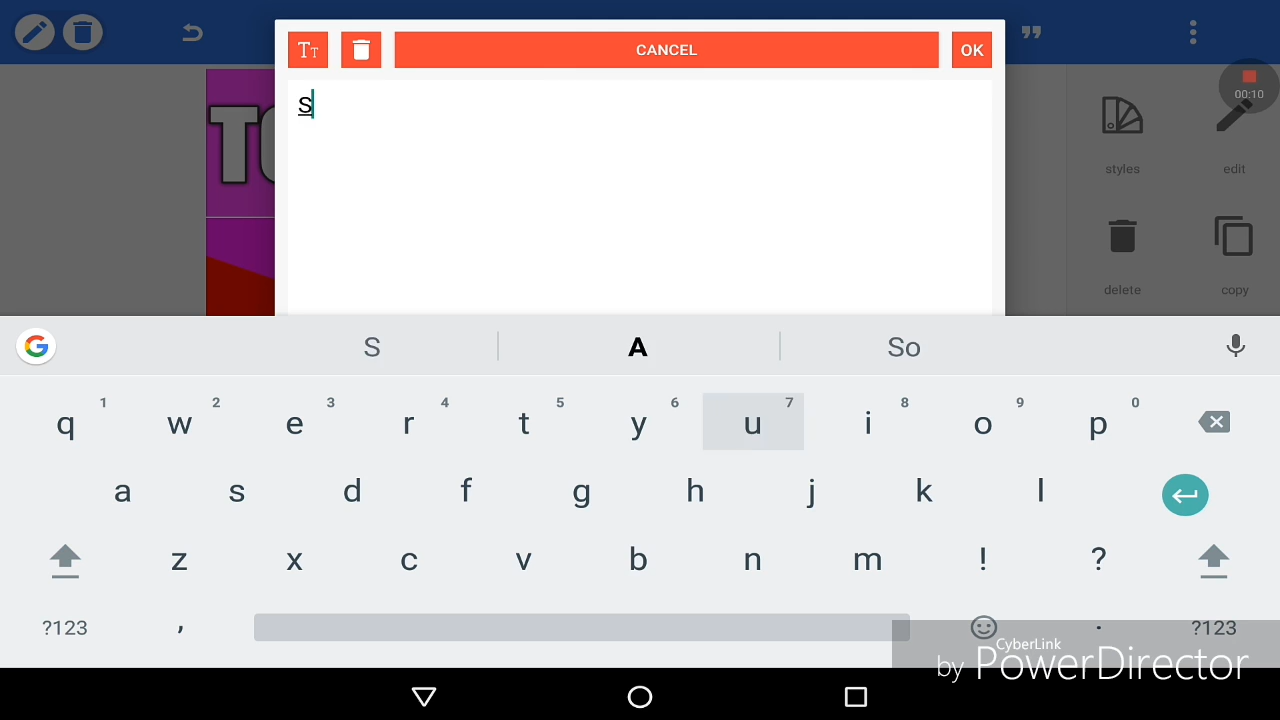 Tт CANCEL OK
00:10
S
T
styles edit
delete copy
S A So
q 1 w 2 e 3 r 4 t 5 y 6 u 7 i 8 o 9 p 0
a s d f g h j k l
z x c v b n m ! ?
?123 , . ?123
CyberLink
by PowerDirector